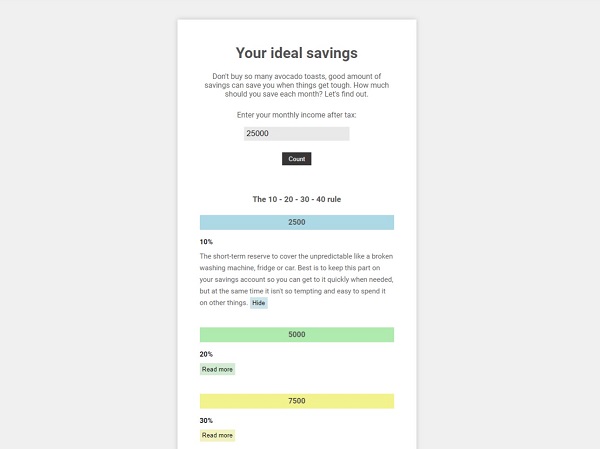 Your ideal savings
Don't buy so many avocado toasts, good amount of
savings can save you when things get tough. How much
should you save each month? Let's find out.
Enter your monthly income after tax:
25000
Count
The 10 - 20 - 30 - 40 rule
2500
10%
The short-term reserve to cover the unpredictable like a broken
washing machine, fridge or car. Best is to keep this part on
your savings account so you can get to it quickly when needed,
but at the same time it isn't so tempting and easy to spend it
on other things. Hide
5000
20%
Read more
7500
30%
Read more